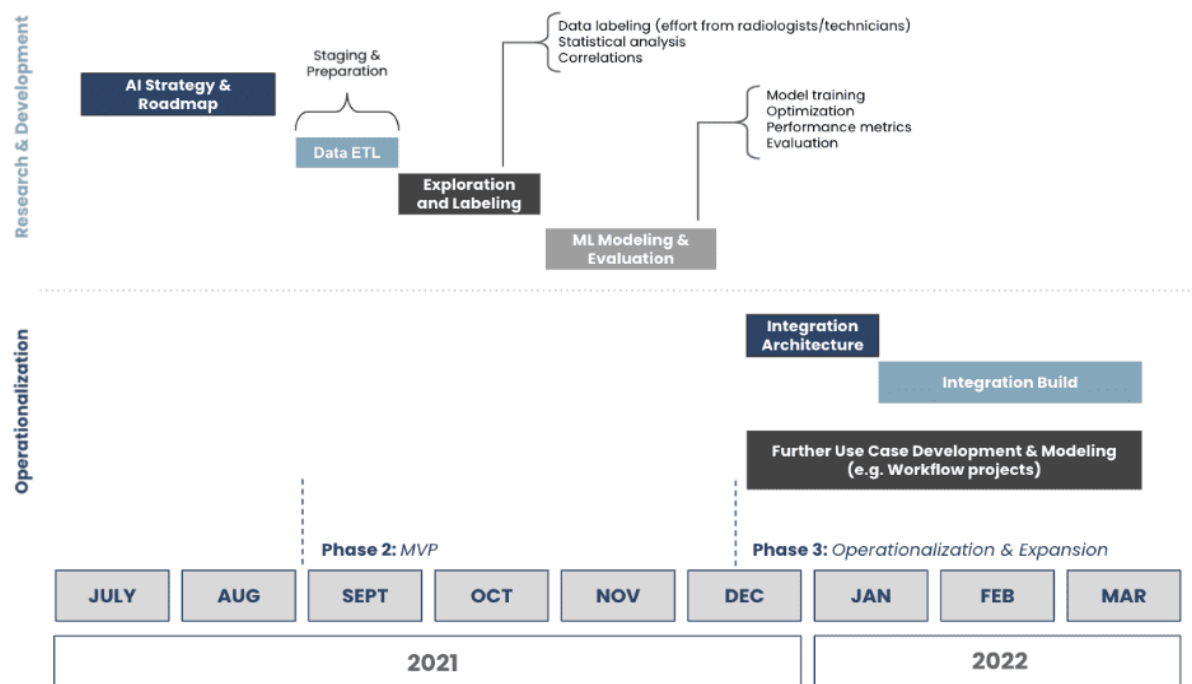 Research & Development
AI Strategy &
Roadmap
Staging &
Preparation
Data ETL
Exploration
and Labeling
Data labeling (effort from radiologists/technicians)
Statistical analysis
Correlations
ML Modeling &
Evaluation
Model training
Optimization
Performance metrics
Evaluation
Operationalization
Integration
Architecture
Integration Build
Further Use Case Development & Modeling
(e.g. Workflow projects)
Phase 2: MVP
Phase 3: Operationalization & Expansion
JULY
AUG
SEPT
OCT
NOV
DEC
JAN
FEB
MAR
2021
2022